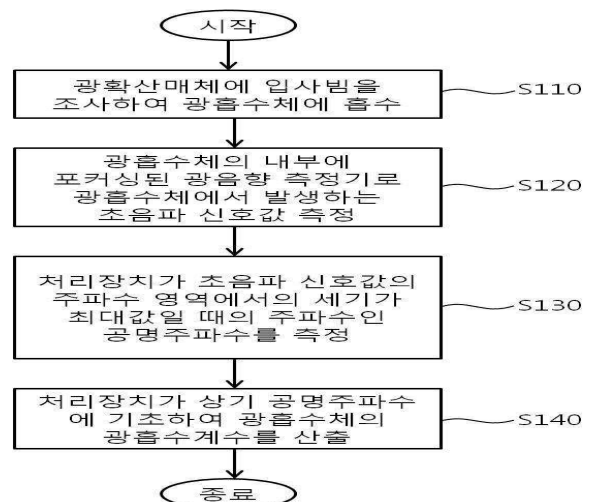 시작
광확산매체에 입사빔을
조사하여 광흡수체에 흡수
S110
광흡수체의 내부에
포커싱된 광음향 측정기로
광흡수체에서 발생하는
초음파 신호값 측정
S120
처리장치가 초음파 신호값의
주파수 영역에서의 세기가
최대값일 때의 주파수인
공명주파수를 측정
S130
처리장치가 상기 공명주파수
에 기초하여 광흡수체의
광흡수계수를 산출
S140
종료